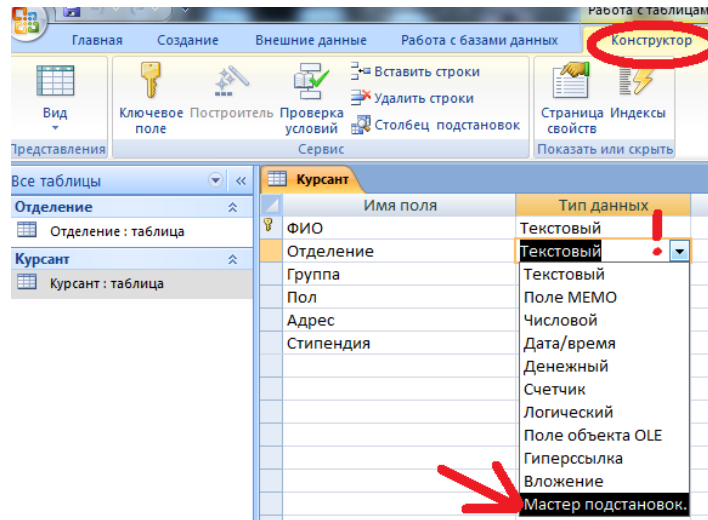 Работа с таблицам
Главная Создание Внешние данные Работа с базами данных Конструктор
Вид
Ключевое поле
Построитель
Проверка условий
Вставить строки
Удалить строки
Столбец подстановок
Страница свойств
Индексы
Представления Сервис Показать или скрыть
Все таблицы
Отделение
Отделение : таблица
Курсант
Курсант : таблица
Курсант
Имя поля Тип данных
ФИО Текстовый
Отделение Текстовый
Группа Текстовый
Пол Поле МЕМО
Адрес Числовой
Стипендия Дата/время
Денежный
Счетчик
Логический
Поле объекта OLE
Гиперссылка
Вложение
Мастер подстановок.